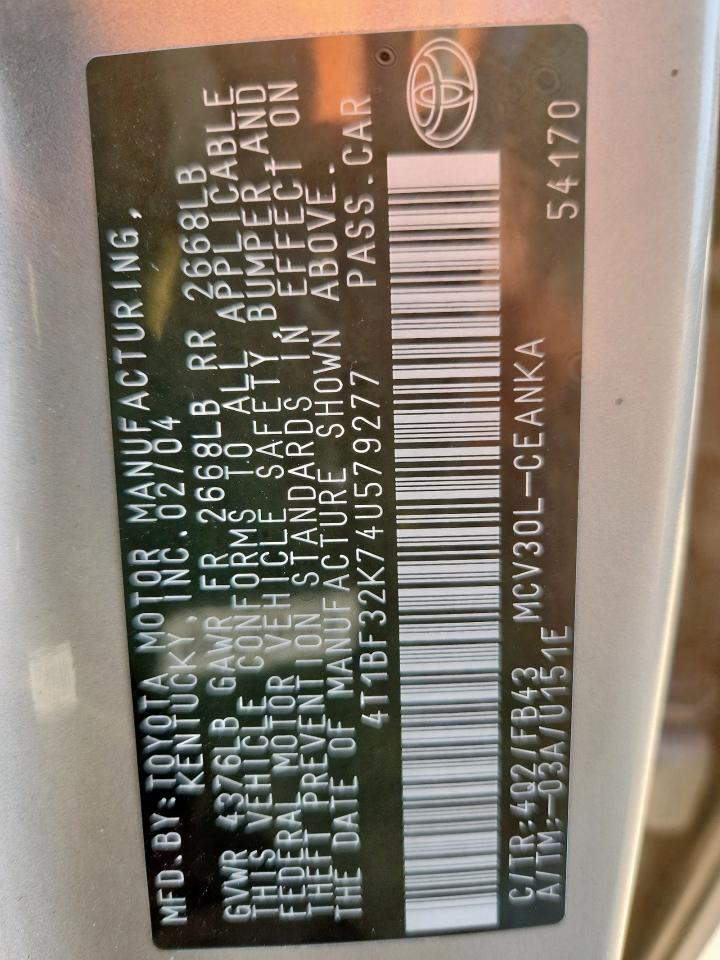 MFD.BY:TOYOTA MOTOR MANUFACTURING,
KENTUCKY, INC.02/04
GVWR 4376LB GAWR FR 2668LB RR 2668LB
THIS VEHICLE CONFORMS TO ALL APPLICABLE
FEDERAL MOTOR VEHICLE SAFETY, BUMPER AND
THEFT PREVENTION STANDARDS IN EFFECT ON
THE DATE OF MANUFACTURE SHOWN ABOVE.
4T1BF32K74U579277 PASS.CAR
C/TR:4Q2/FB43 MCV30L-CEANKA 54170
A/TM:-03A/U151E